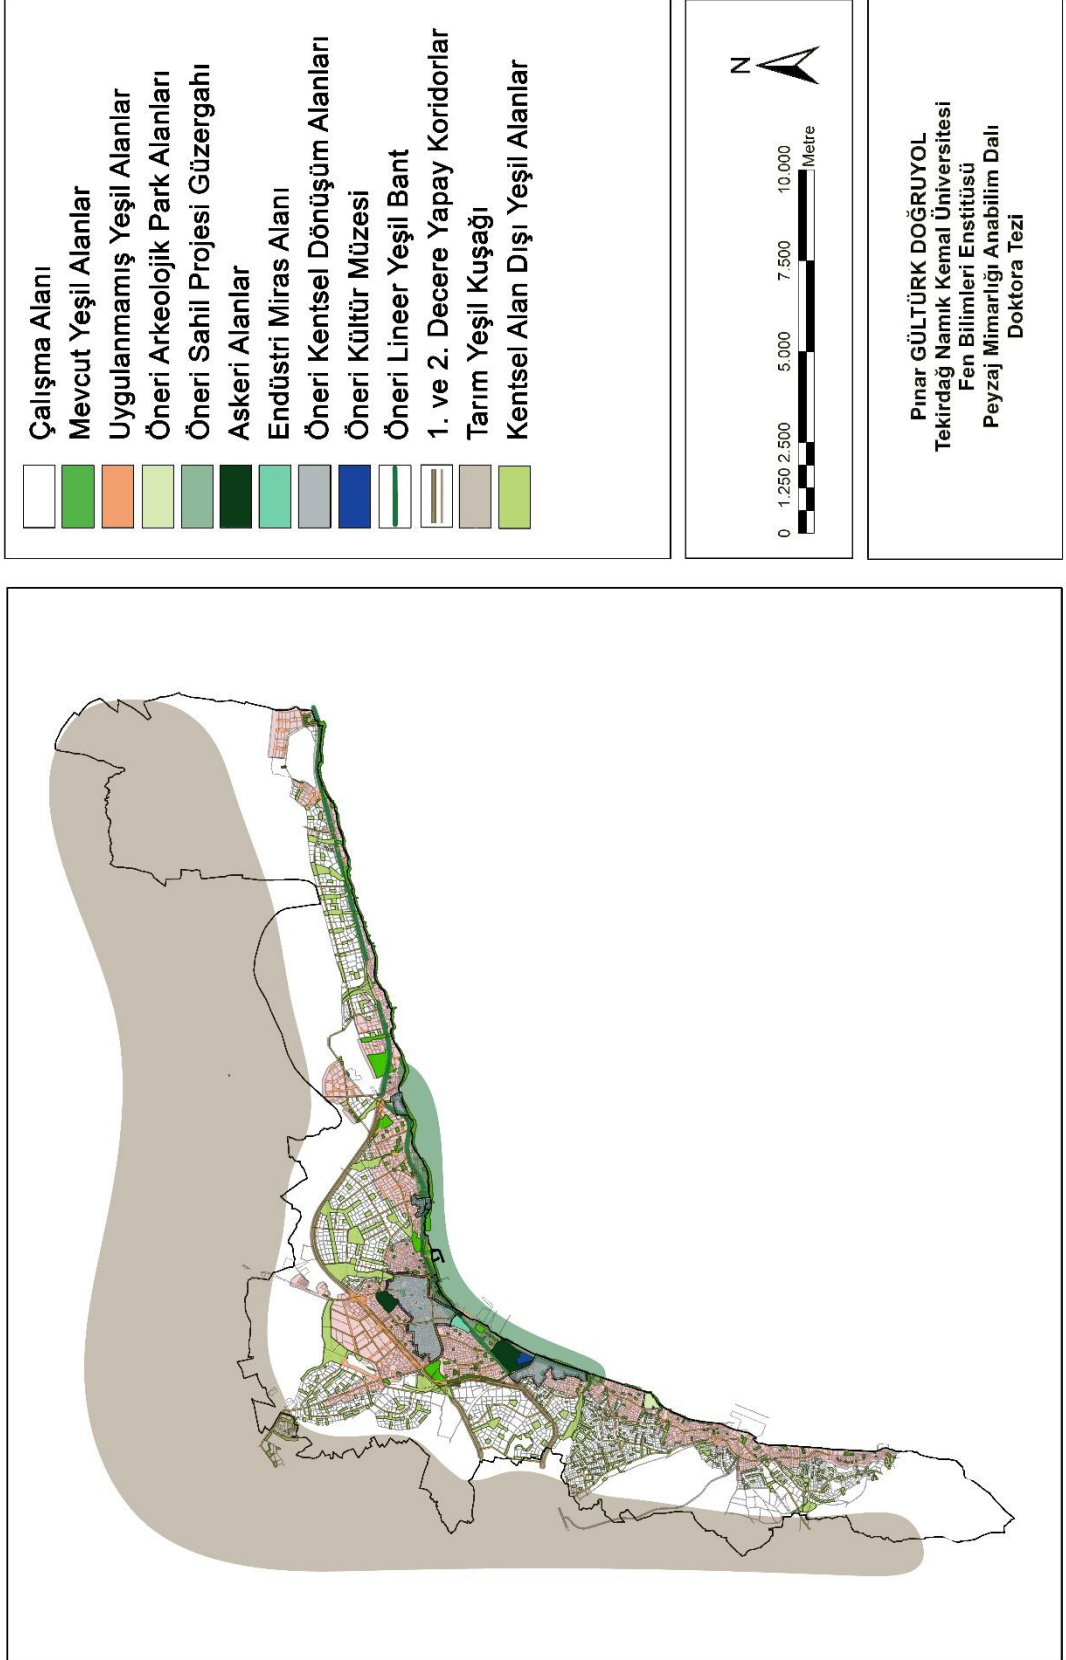 Çalışma Alanı
Mevcut Yeşil Alanlar
Uygulanmamış Yeşil Alanlar
Öneri Arkeolojik Park Alanları
Öneri Sahil Projesi Güzergahı
Askeri Alanlar
Endüstri Miras Alanı
Öneri Kentsel Dönüşüm Alanları
Öneri Kültür Müzesi
Öneri Lineer Yeşil Bant
1. ve 2. Decere Yapay Koridorlar
Tarım Yeşil Kuşağı
Kentsel Alan Dışı Yeşil Alanlar
N
0 1.250 2.500 5.000 7.500 10.000
Metre
Pınar GÜLTÜRK DOĞRUYOL
Tekirdağ Namık Kemal Üniversitesi
Fen Bilimleri Enstitüsü
Peyzaj Mimarlığı Anabilim Dalı
Doktora Tezi